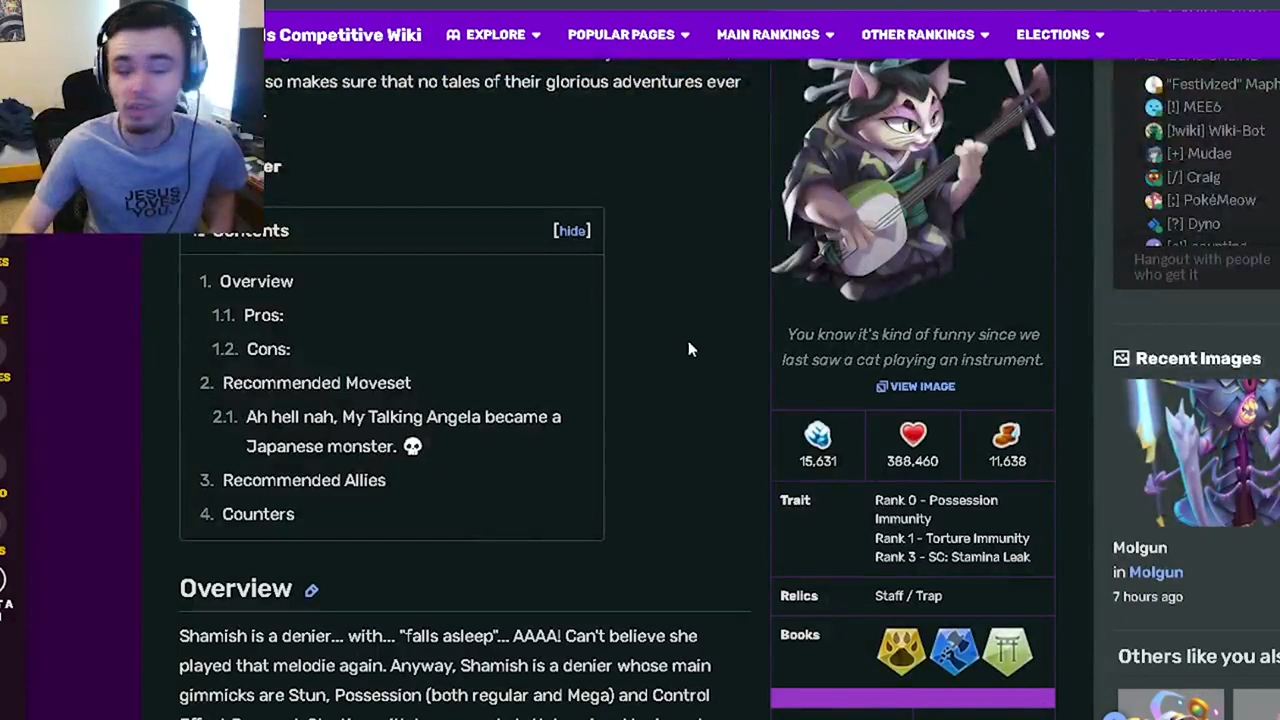 ls Competitive Wiki
EXPLORE
POPULAR PAGES
MAIN RANKINGS
OTHER RANKINGS
ELECTIONS
so makes sure that no tales of their glorious adventures ever
er
JESUS
LOVES
YOU.
Contents
[hide]
1. Overview
1.1. Pros:
1.2. Cons:
2. Recommended Moveset
2.1. Ah hell nah, My Talking Angela became a
Japanese monster. 💀
3. Recommended Allies
4. Counters
Overview
Shamish is a denier... with... "falls asleep"... AAAA! Can't believe she
played that melodie again. Anyway, Shamish is a denier whose main
gimmicks are Stun, Possession (both regular and Mega) and Control
You know it's kind of funny since we
last saw a cat playing an instrument.
VIEW IMAGE
15,631
388,460
11,638
Trait
Rank 0 - Possession
Immunity
Rank 1 - Torture Immunity
Rank 3 - SC: Stamina Leak
Relics
Staff / Trap
Books
"Festivized" Maph
[!] MEE6
[!wiki] Wiki-Bot
[+] Mudae
[/] Craig
[;] PokéMeow
[?] Dyno
Hangout with people
who get it
Recent Images
Molgun
in Molgun
7 hours ago
Others like you als